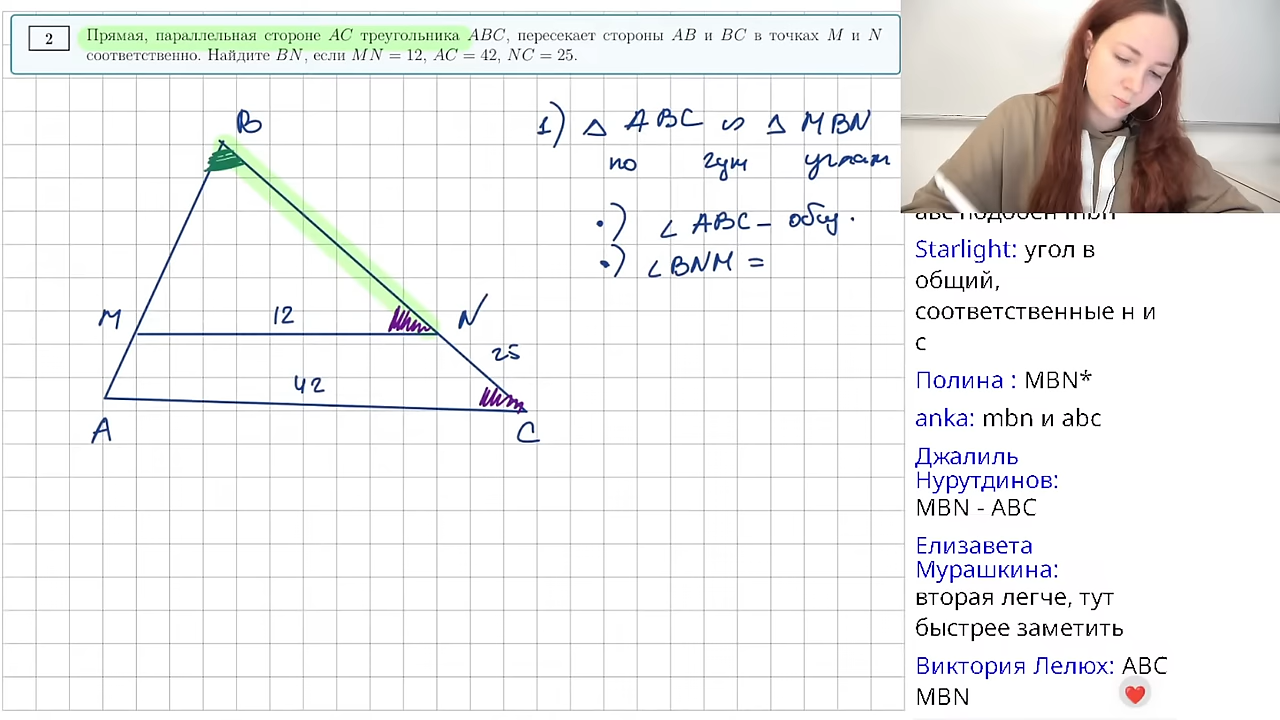 2
Прямая, параллельная стороне AC треугольника ABC, пересекает стороны AB и BC в точках M и N
соответственно. Найдите BN, если MN = 12, AC = 42, NC = 25.
B
M
12
N
25
42
A
C
1) △ ABC ∽ △ MBN
по двум углам
•) ∠ ABC – общ.
•) ∠ BNM =
abc подобен mbn
Starlight: угол в
общий,
соответственные н и
с
Полина : MBN*
anka: mbn и abc
Джалиль
Нурутдинов:
MBN - ABC
Елизавета
Мурашкина:
вторая легче, тут
быстрее заметить
Виктория Лелюх: ABC
MBN